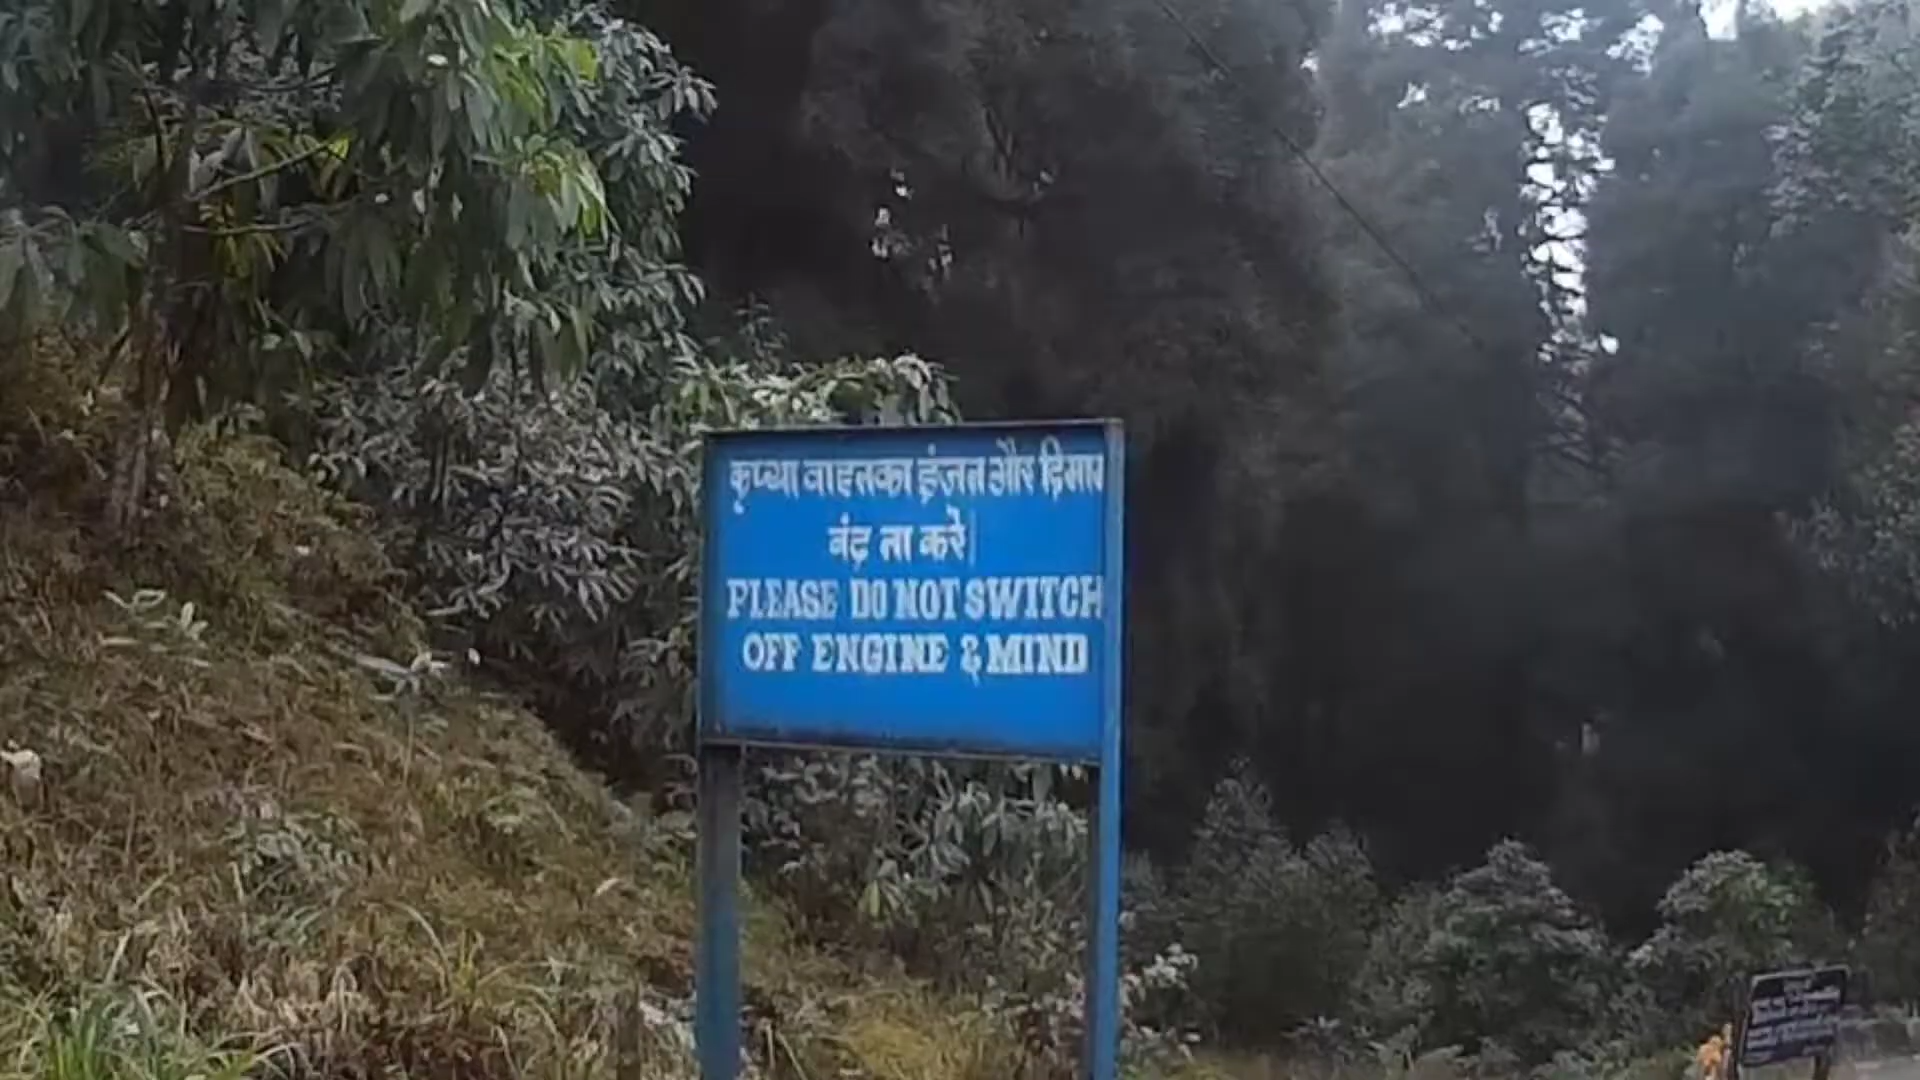 कृप्या वाहनका इंजन और दिमाग
बंद ना करे|
PLEASE DO NOT SWITCH
OFF ENGINE & MIND